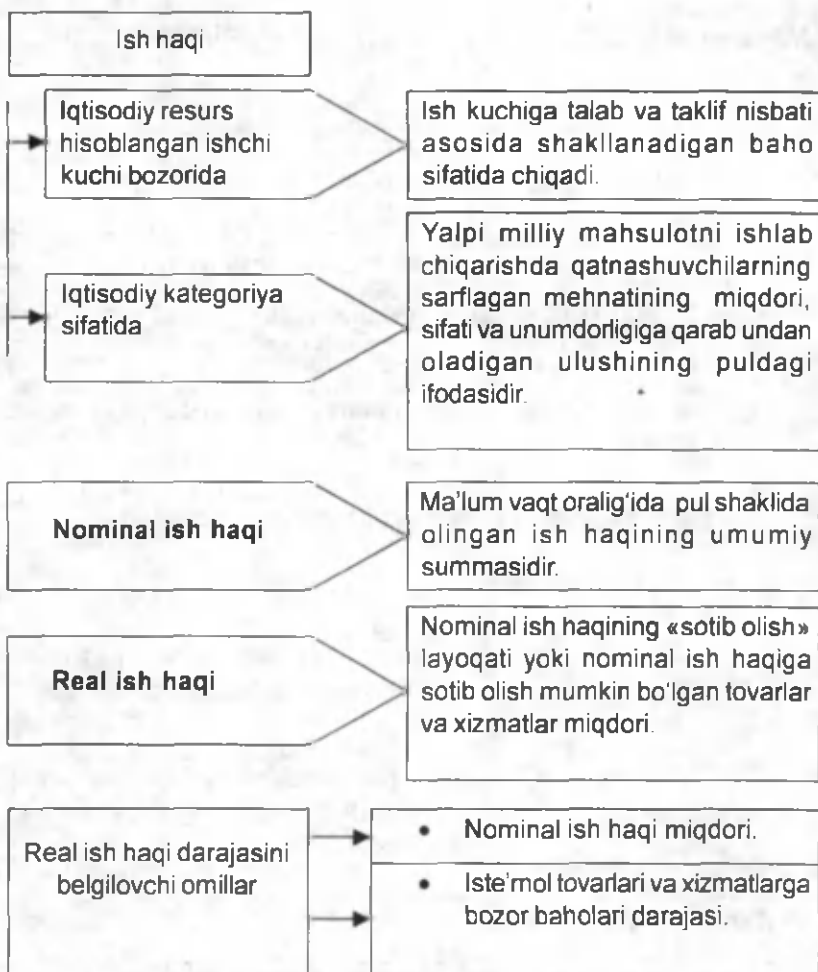 Ish haqi
Iqtisodiy resurs
hisoblangan ishchi
kuchi bozorida
Ish kuchiga talab va taklif nisbati
asosida shakllanadigan baho
sifatida chiqadi.
Iqtisodiy kategoriya
sifatida
Yalpi milliy mahsulotni ishlab
chiqarishda qatnashuvchilarning
sarflagan mehnatining miqdori,
sifati va unumdorligiga qarab undan
oladigan ulushining puldagi
ifodasidir.
Nominal ish haqi
Ma'lum vaqt oralig'ida pul shaklida
olingan ish haqining umumiy
summasidir.
Real ish haqi
Nominal ish haqining «sotib olish»
layoqati yoki nominal ish haqiga
sotib olish mumkin bo'lgan tovarlar
va xizmatlar miqdori.
Real ish haqi darajasini
belgilovchi omillar
• Nominal ish haqi miqdori.
• Iste'mol tovarlari va xizmatlarga
bozor baholari darajasi.